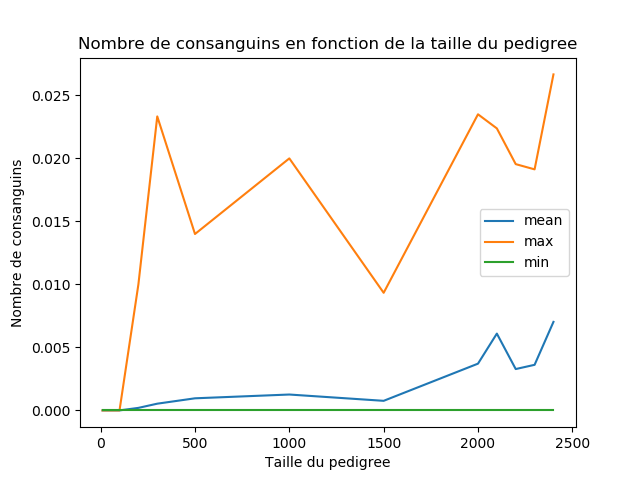 Nombre de consanguins en fonction de la taille du pedigree
Nombre de consanguins
0.025
0.020
0.015
0.010
0.005
0.000
mean
max
min
0 500 1000 1500 2000 2500
Taille du pedigree